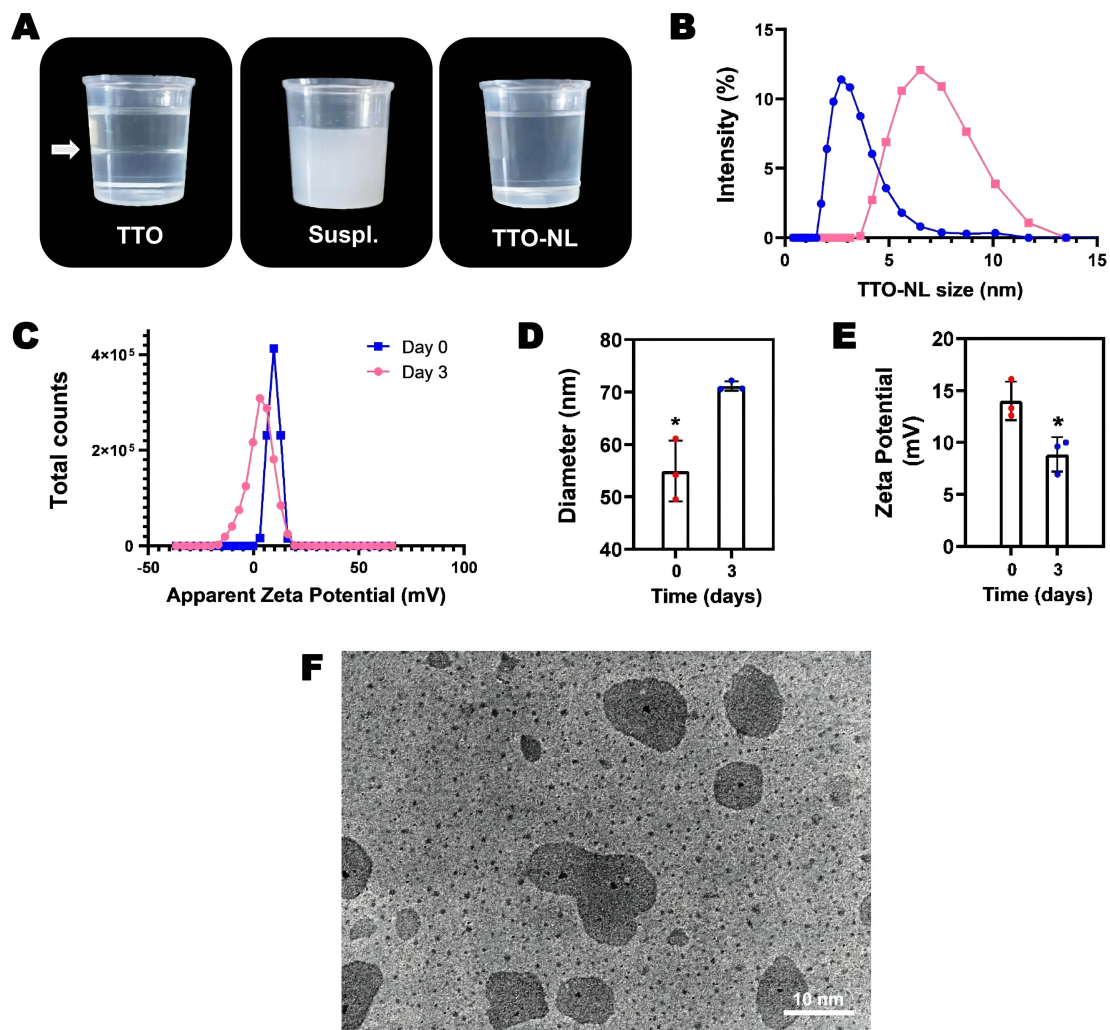 A
TTO
Suspl.
TTO-NL
B
Intensity (%)
15
10
5
0
0
5
10
15
TTO-NL size (nm)
C
Total counts
4×10⁵
2×10⁵
0
-50
0
50
100
Apparent Zeta Potential (mV)
Day 0
Day 3
D
Diameter (nm)
80
70
60
50
40
*
0
3
Time (days)
E
Zeta Potential
(mV)
20
15
10
5
0
*
0
3
Time (days)
F
10 nm